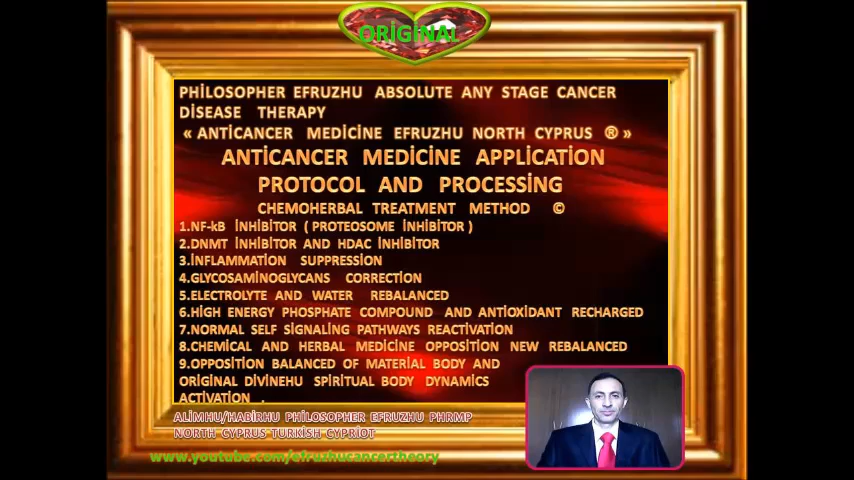 ORİGİNAL
PHİLOSOPHER EFRUZHU ABSOLUTE ANY STAGE CANCER
DİSEASE THERAPY
« ANTİCANCER MEDİCİNE EFRUZHU NORTH CYPRUS ® »
ANTİCANCER MEDİCİNE APPLİCATİON
PROTOCOL AND PROCESSİNG
CHEMOHERBAL TREATMENT METHOD ©
1.NF-kB İNHİBİTOR ( PROTEOSOME İNHİBİTOR )
2.DNMT İNHİBİTOR AND HDAC İNHİBİTOR
3.İNFLAMMATİON SUPPRESSİON
4.GLYCOSAMİNOGLYCANS CORRECTİON
5.ELECTROLYTE AND WATER REBALANCED
6.HİGH ENERGY PHOSPHATE COMPOUND AND ANTİOXİDANT RECHARGED
7.NORMAL SELF SİGNALİNG PATHWAYS REACTİVATİON
8.CHEMİCAL AND HERBAL MEDİCİNE OPPOSİTİON NEW REBALANCED
9.OPPOSİTİON BALANCED OF MATERİAL BODY AND
ORİGİNAL DİVİNEHU SPİRİTUAL BODY DYNAMİCS
ACTİVATİON .
ALİMHU/HABİRHU PHİLOSOPHER EFRUZHU PHRMP
NORTH CYPRUS TURKİSH CYPRİOT
www.youtube.com/efruzhucancertheory